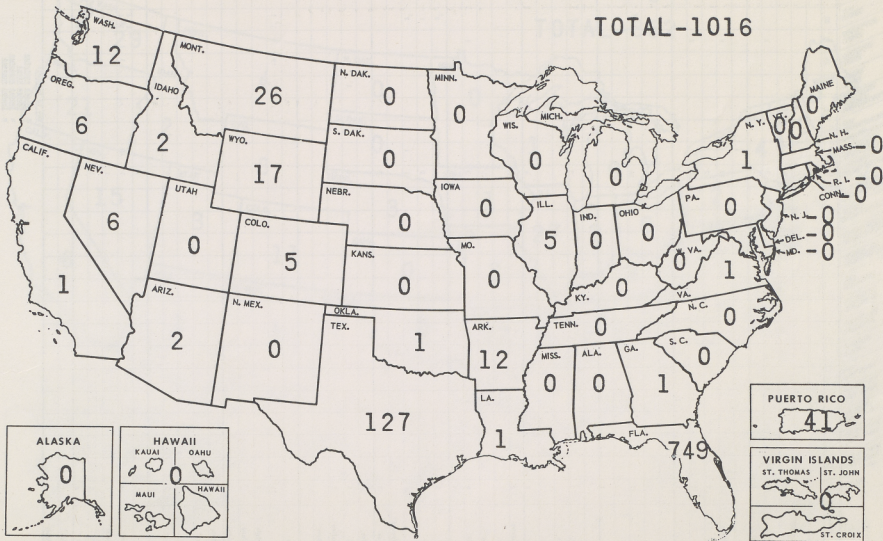 TOTAL-1016
WASH.
12
OREG.
6
CALIF.
1
IDAHO
2
NEV.
6
MONT.
26
WYO.
17
UTAH
0
COLO.
5
ARIZ.
2
N. MEX.
0
N. DAK.
0
S. DAK.
0
NEBR.
0
KANS.
0
OKLA.
1
TEX.
127
MINN.
0
IOWA
0
MO.
0
ARK.
12
LA.
1
WIS.
0
MICH.
0
ILL.
5
IND.
0
OHIO
0
KY.
0
TENN.
0
MISS.
0
ALA.
0
GA.
1
FLA.
749
S. C.
0
N. C.
0
VA.
1
W. VA.
0
PA.
0
N. Y.
1
VT.
0
0
MAINE
0
N. H.
MASS.-0
R. I.-0
CONN.-0
N. J.-0
DEL.-0
MD.-0
ALASKA
0
HAWAII
KAUAI
OAHU
0
MAUI
HAWAII
PUERTO RICO
41
VIRGIN ISLANDS
ST. THOMAS
ST. JOHN
0
ST. CROIX